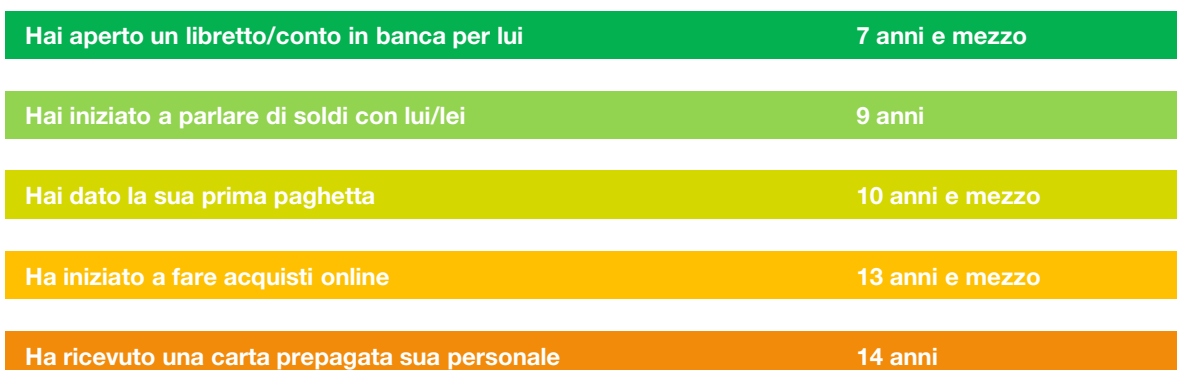 Hai aperto un libretto/conto in banca per lui 7 anni e mezzo
Hai iniziato a parlare di soldi con lui/lei 9 anni
Hai dato la sua prima paghetta 10 anni e mezzo
Ha iniziato a fare acquisti online 13 anni e mezzo
Ha ricevuto una carta prepagata sua personale 14 anni